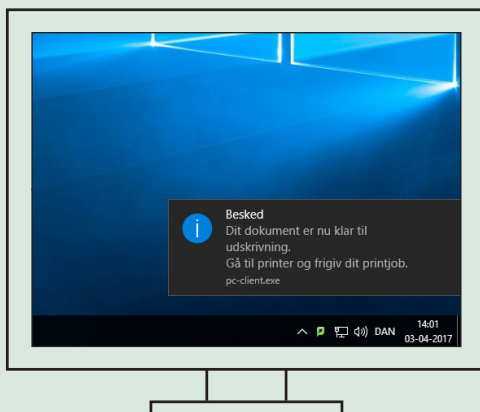 Besked
Dit dokument er nu klar til
udskrivning.
Gå til printer og frigiv dit printjob.
pc-client.exe
DAN
14:01
03-04-2017